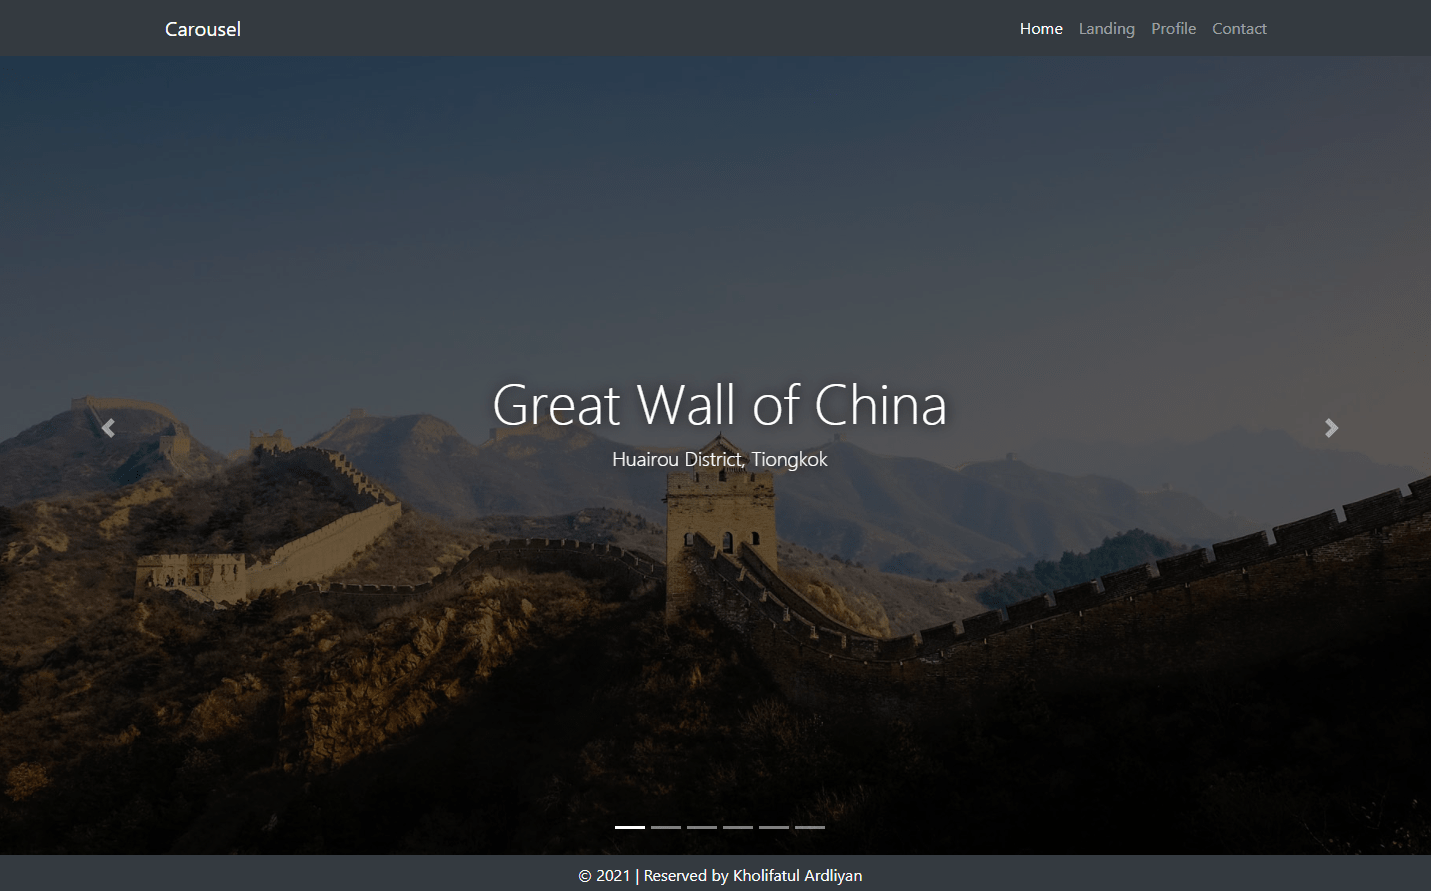 Carousel
Home Landing Profile Contact
Great Wall of China
Huairou District, Tiongkok
© 2021 | Reserved by Kholifatul Ardliyan